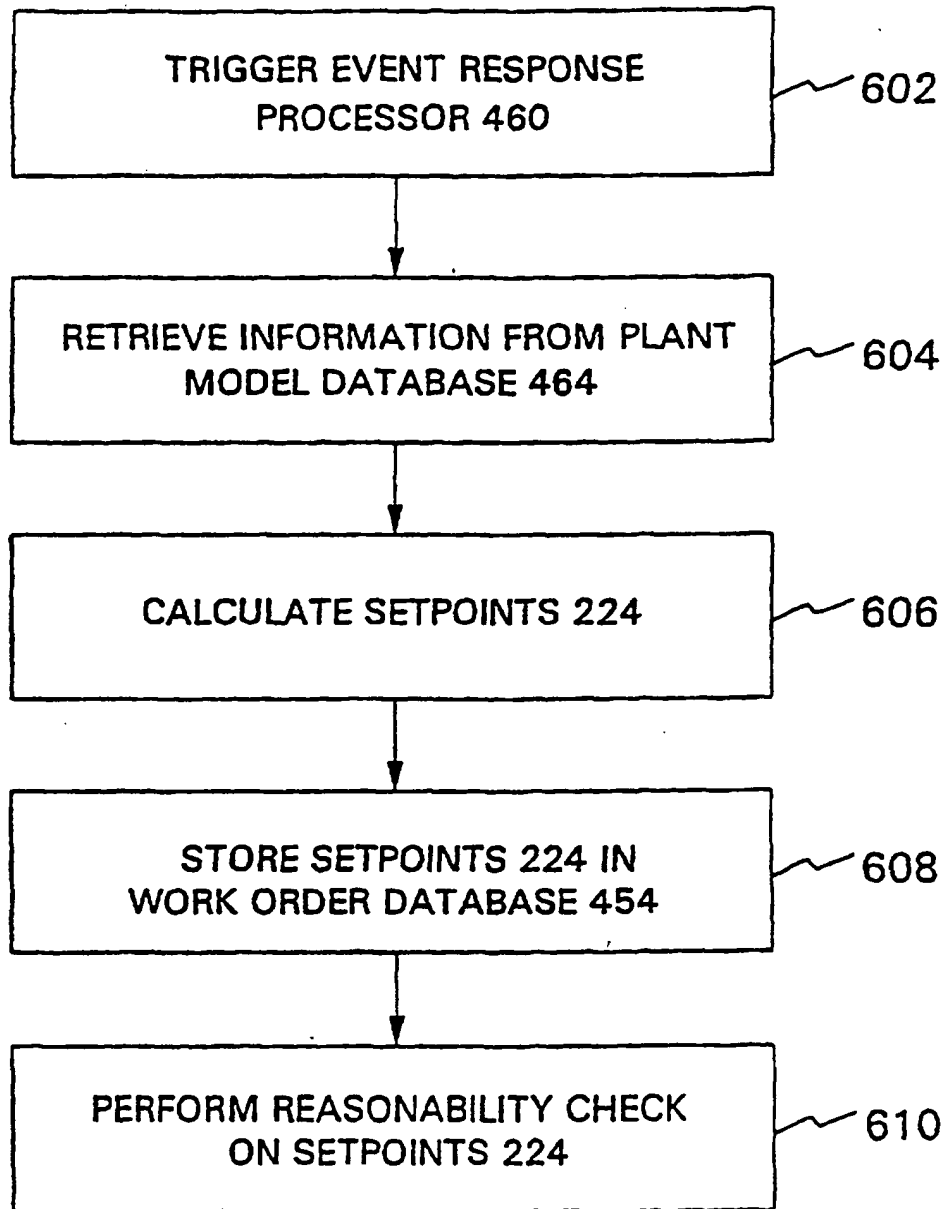 TRIGGER EVENT RESPONSE
PROCESSOR 460
602
RETRIEVE INFORMATION FROM PLANT
MODEL DATABASE 464
604
CALCULATE SETPOINTS 224
606
STORE SETPOINTS 224 IN
WORK ORDER DATABASE 454
608
PERFORM REASONABILITY CHECK
ON SETPOINTS 224
610